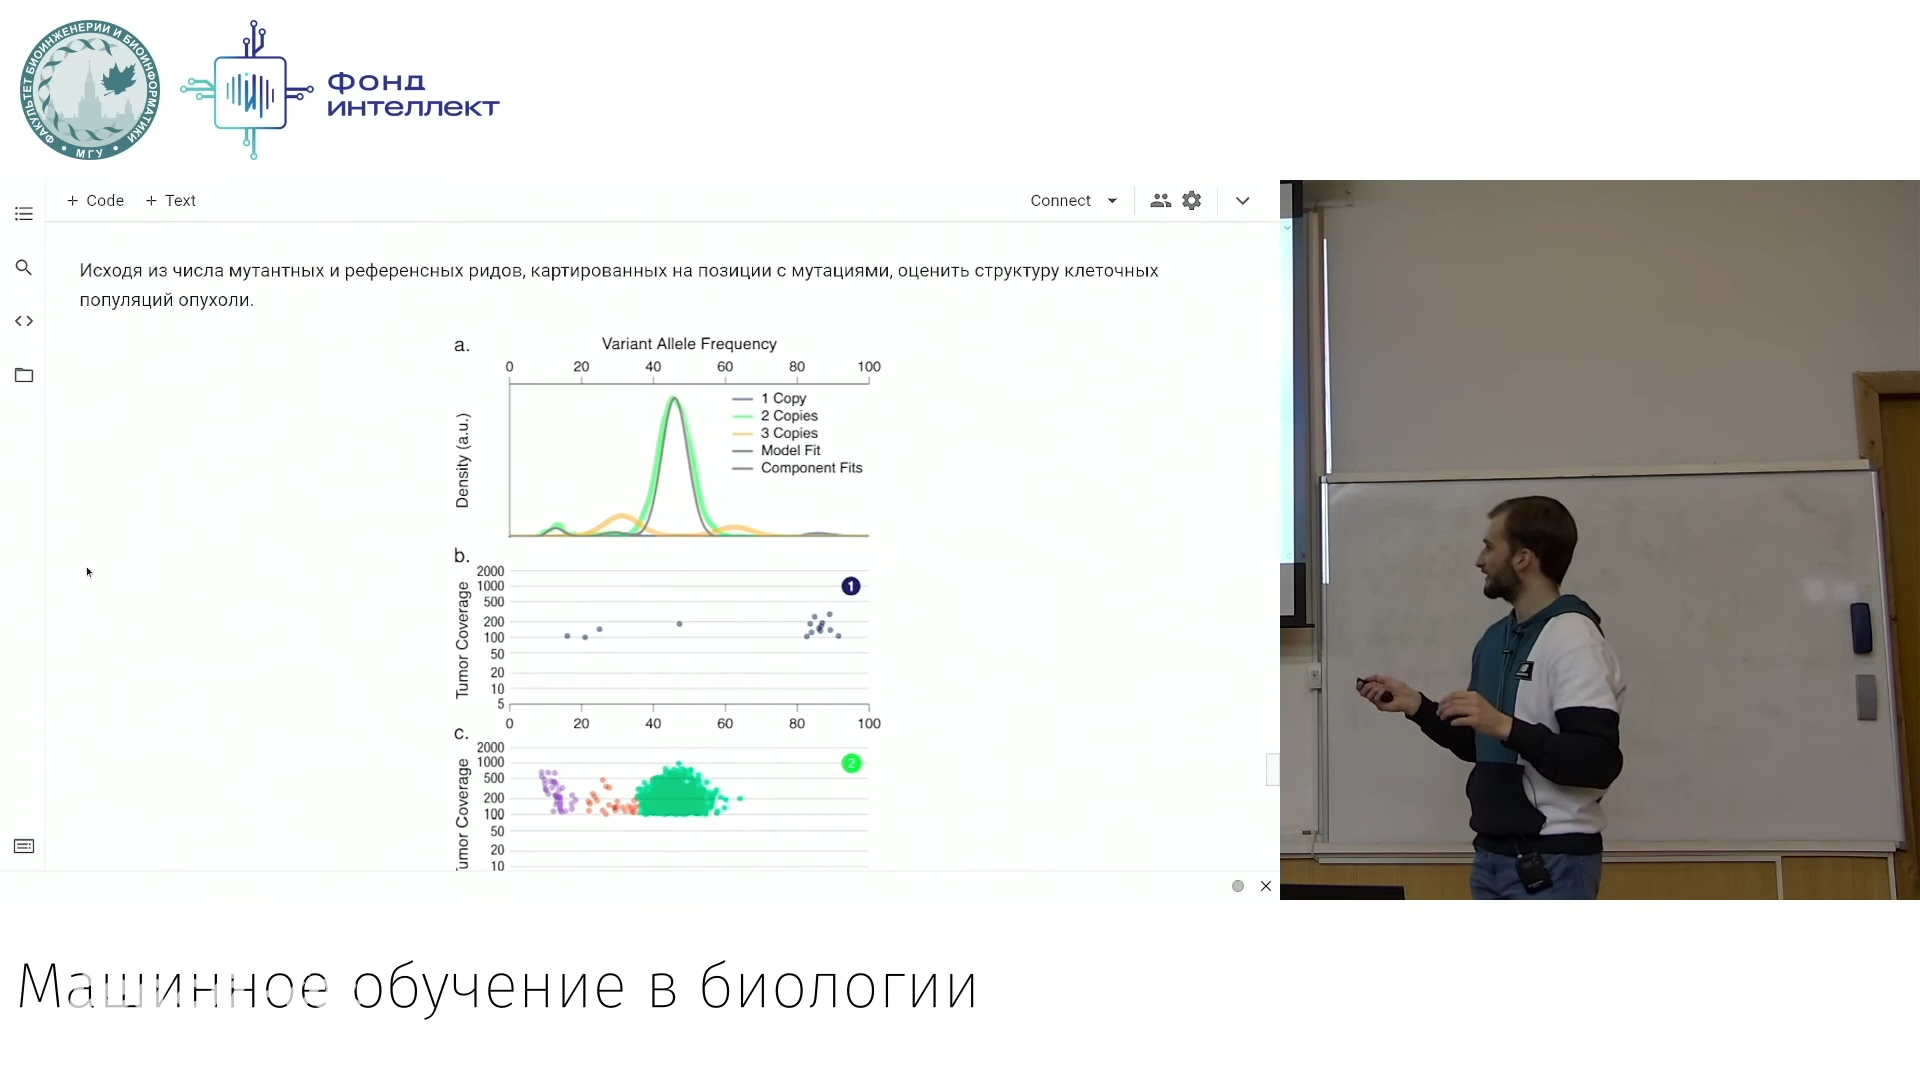 ФАКУЛЬТЕТ БИОИНЖЕНЕРИИ И БИОИНФОРМАТИКИ
МГУ
ФОНД
ИНТЕЛЛЕКТ
+ Code + Text
Connect
Исходя из числа мутантных и референсных ридов, картированных на позиции с мутациями, оценить структуру клеточных
популяций опухоли.
a.
Variant Allele Frequency
0 20 40 60 80 100
Density (a.u.)
1 Copy
2 Copies
3 Copies
Model Fit
Component Fits
b.
Tumor Coverage
2000
1000
500
200
100
50
20
10
5
1
0 20 40 60 80 100
c.
umor Coverage
2000
1000
500
200
100
50
20
10
2
Машинное обучение в биологии